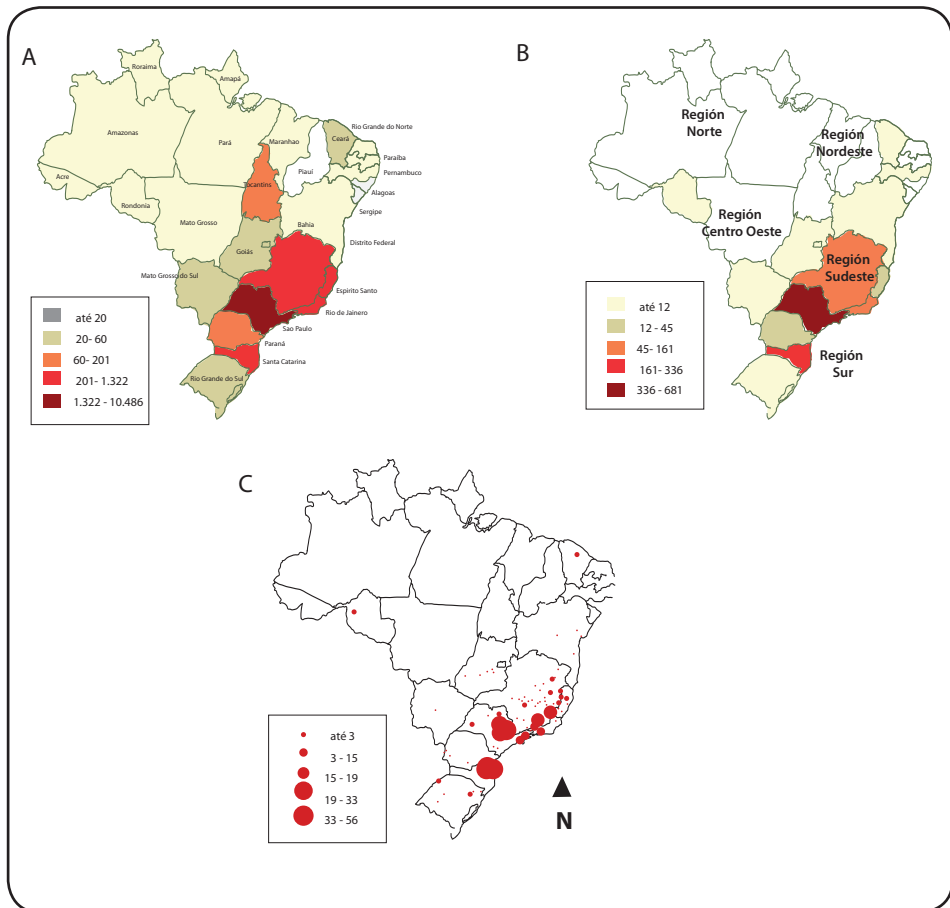 A
Roraima
Amapá
Amazonas
Pará
Maranhao
Ceará
Rio Grande do Norte
Paraíba
Piauí
Pernambuco
Acre
Tocantins
Alagoas
Rondonia
Sergipe
Mato Grosso
Bahia
Distrito Federal
Goiás
Mato Grosso do Sul
Espirito Santo
Rio de Jainero
Sao Paulo
Paraná
Santa Catarina
Rio Grande do Sul
até 20
20- 60
60- 201
201- 1.322
1.322 - 10.486
B
Región
Norte
Región
Nordeste
Región
Centro Oeste
Región
Sudeste
Región
Sur
até 12
12 - 45
45- 161
161- 336
336 - 681
C
até 3
3 - 15
15 - 19
19 - 33
33 - 56
N